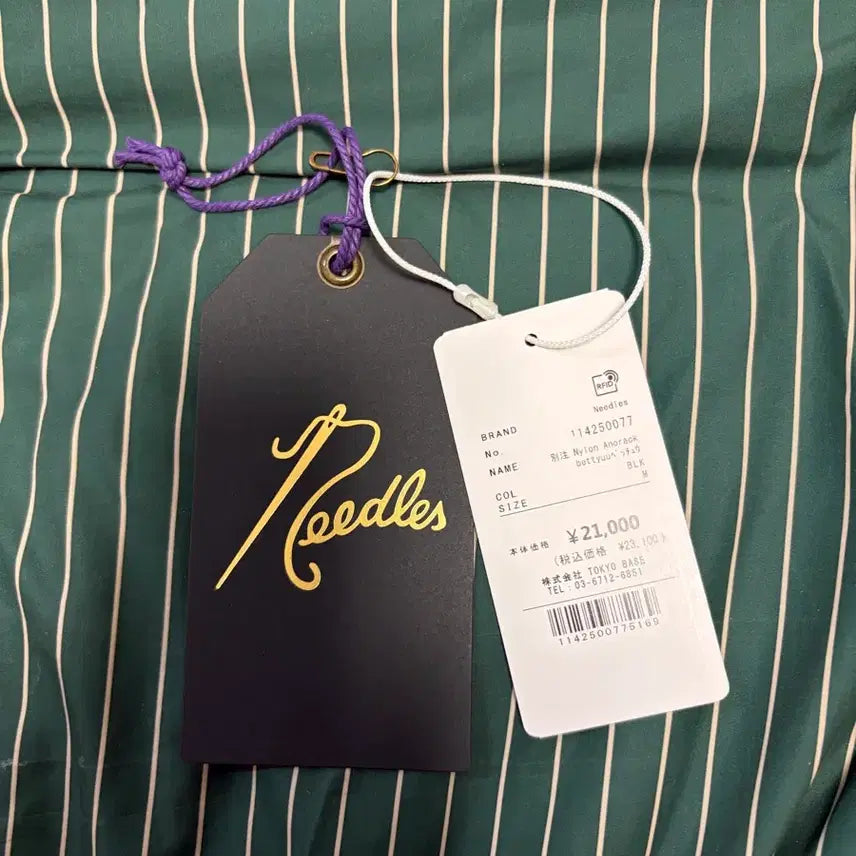 Needles
RFID
Needles
BRAND
No. 114250077
NAME 別注 Nylon Anorack
COL BLK
SIZE M
本体価格 ¥21,000
(税込価格 ¥23,100)
株式会社 TOKYO BASE
TEL:03-6712-6851
1142500775169